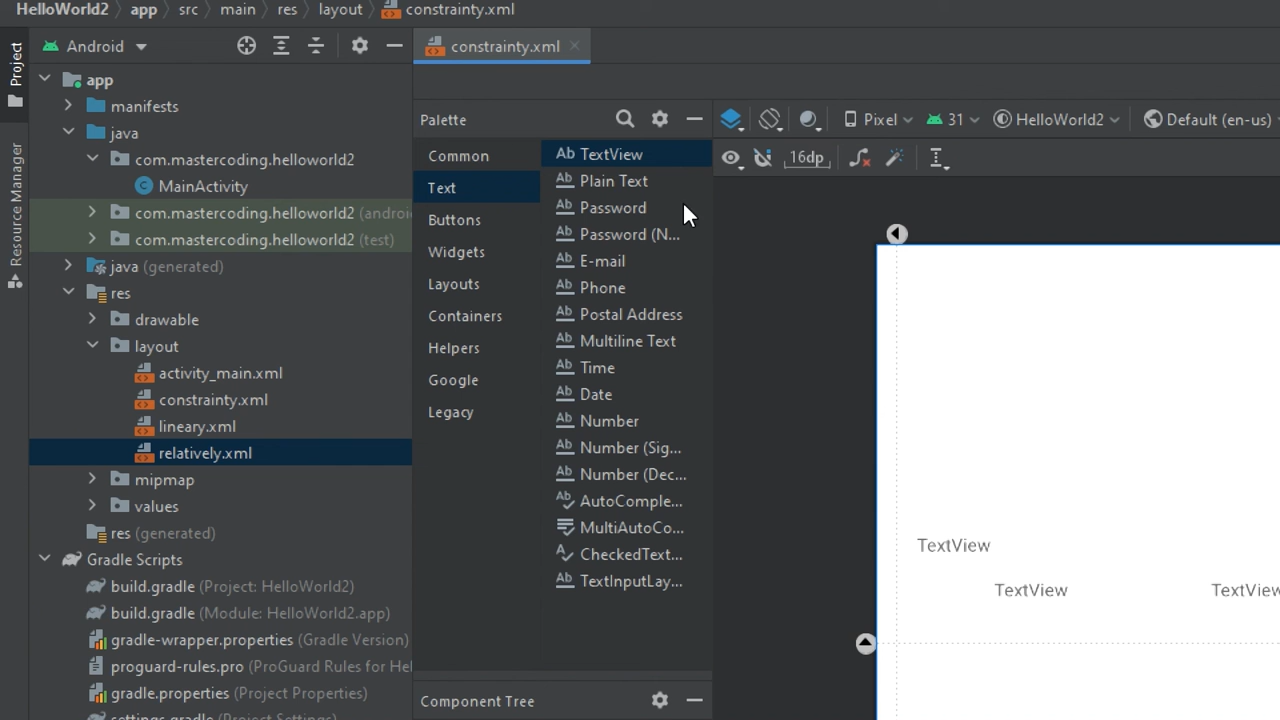 HelloWorld2 app src main res layout constrainty.xml
Project
Resource Manager
Android
app
manifests
java
com.mastercoding.helloworld2
MainActivity
com.mastercoding.helloworld2
com.mastercoding.helloworld2 (test)
java (generated)
res
drawable
layout
activity_main.xml
constrainty.xml
lineary.xml
relatively.xml
mipmap
values
res (generated)
Gradle Scripts
build.gradle (Project: HelloWorld2)
build.gradle (Module: HelloWorld2.app)
gradle-wrapper.properties (Gradle Version)
proguard-rules.pro (ProGuard Rules for
gradle.properties (Project Properties)
settings.gradle (Project Settings)
constrainty.xml
Palette
Common
Text
Buttons
Widgets
Layouts
Containers
Helpers
Google
Legacy
Ab TextView
Ab Plain Text
Ab Password
Ab Password (N...
Ab E-mail
Ab Phone
Ab Postal Address
Ab Multiline Text
Ab Time
Ab Date
Ab Number
Ab Number (Sig...
Ab Number (Dec...
Ab AutoComple...
MultiAutoCo...
A CheckedText...
Ab TextInputLay...
Component Tree
Pixel 31 HelloWorld2 Default (en-us)
16dp
TextView
TextView TextView